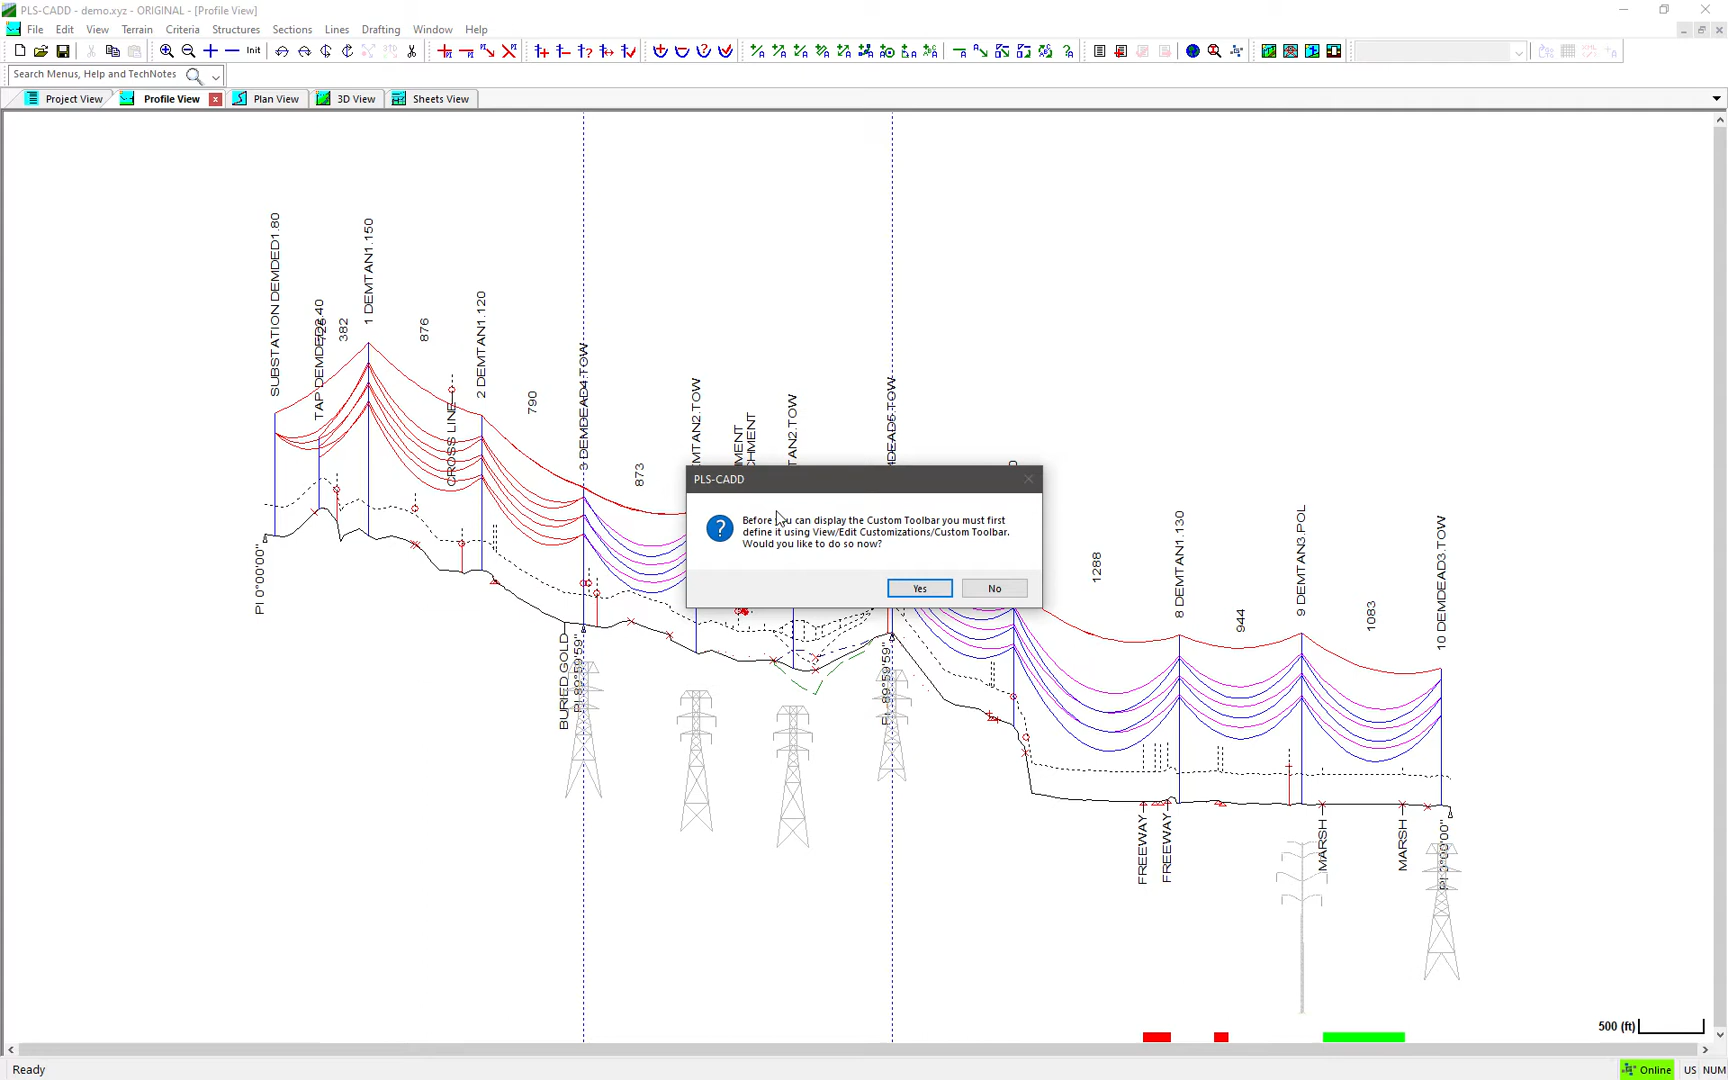 PLS-CADD - demo.xyz - ORIGINAL - [Profile View]
File Edit View Terrain Criteria Structures Sections Lines Drafting Window Help
Init
Search Menus, Help and TechNotes
Project View Profile View Plan View 3D View Sheets View
SUBSTATION DEMDED1.80
382
1 DEMTAN1.150
876
CROSS LINE
2 DEMTAN1.120
790
3 DEMDEAD4.TOW
873
PLS-CADD
Before you can display the Custom Toolbar you must first
define it using View/Edit Customizations/Custom Toolbar.
Would you like to do so now?
Yes No
1288
8 DEMTAN1.130
944
9 DEMTAN3.POL
1083
10 DEMDEAD3.TOW
PI 0°00'00"
BURIED GOLD
PI 89°59'59"
FREEWAY
FREEWAY
MARSH
MARSH
500 (ft)
Ready
Online US NUM